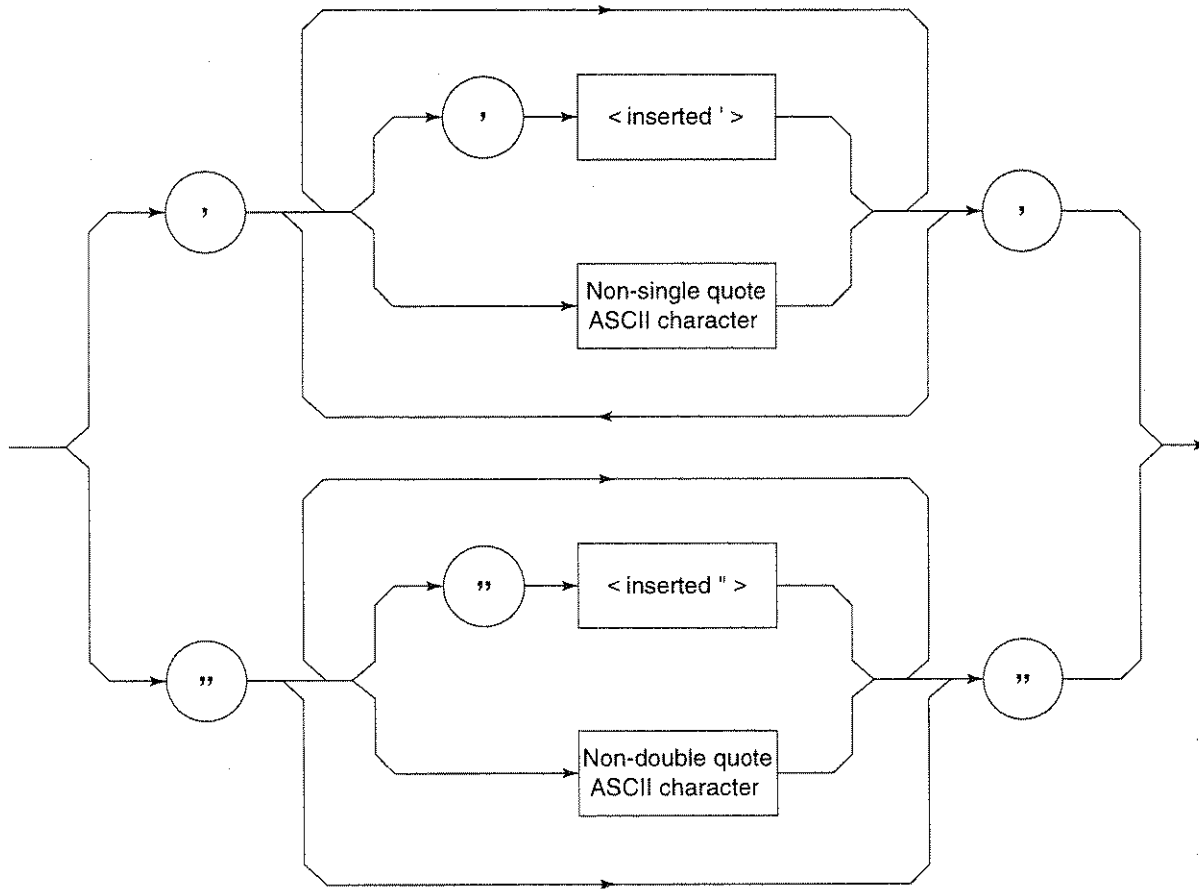 ’
< inserted ' >
’
’
Non-single quote
ASCII character
”
< inserted " >
”
”
Non-double quote
ASCII character